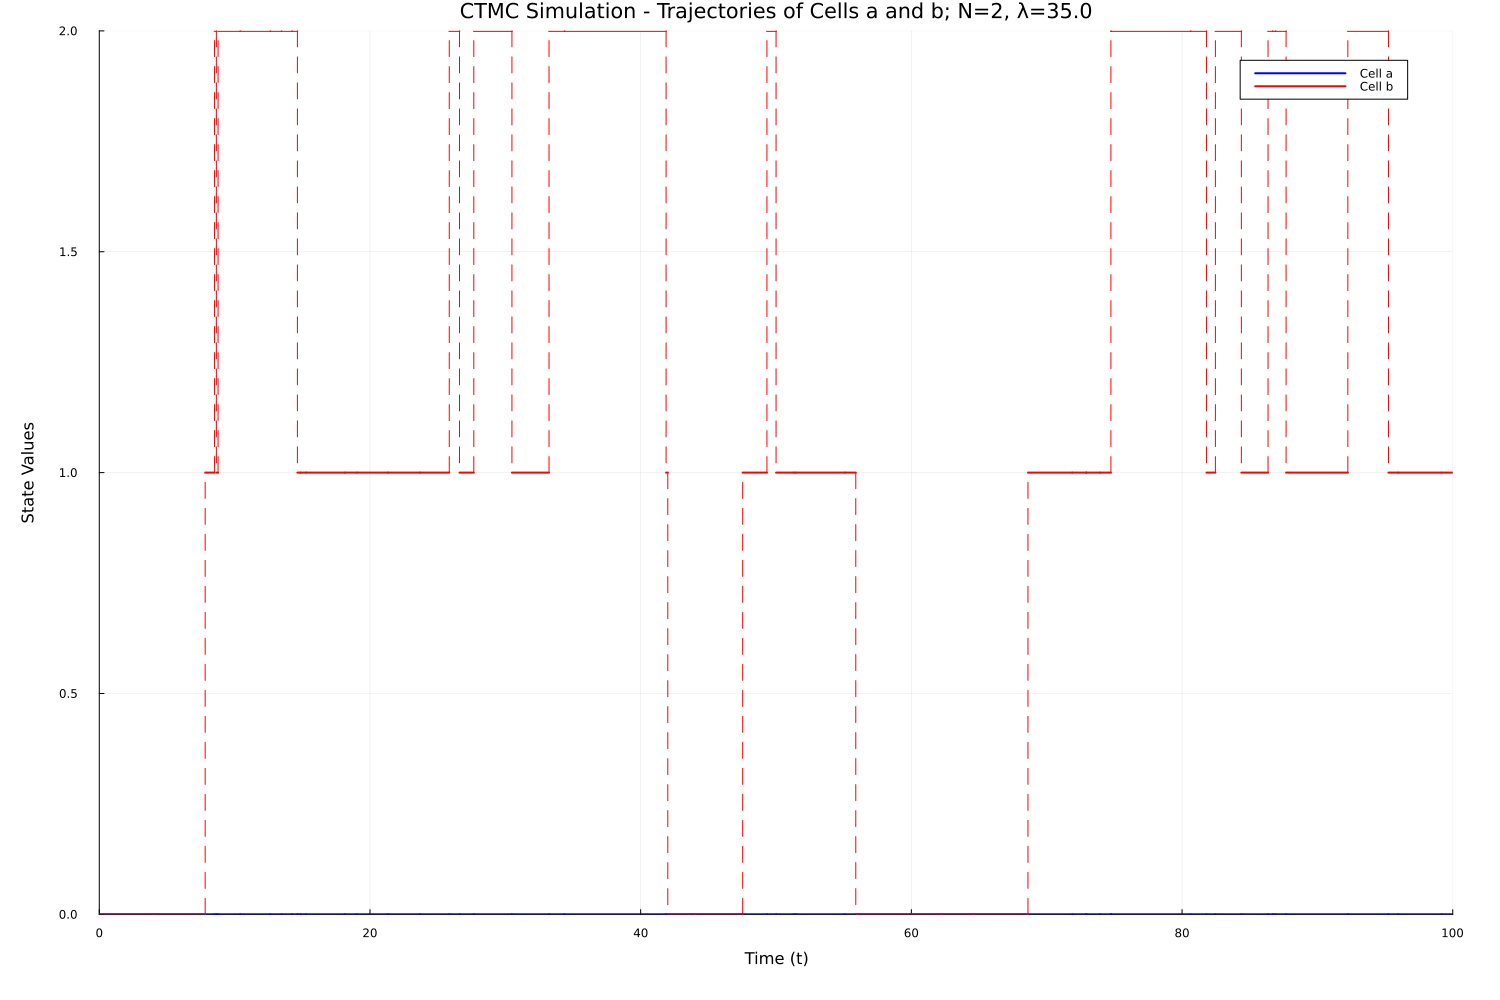 CTMC Simulation - Trajectories of Cells a and b; N=2, λ=35.0
2.0
Cell a
Cell b
1.5
1.0
State Values
0.5
0.0
0 20 40 60 80 100
Time (t)